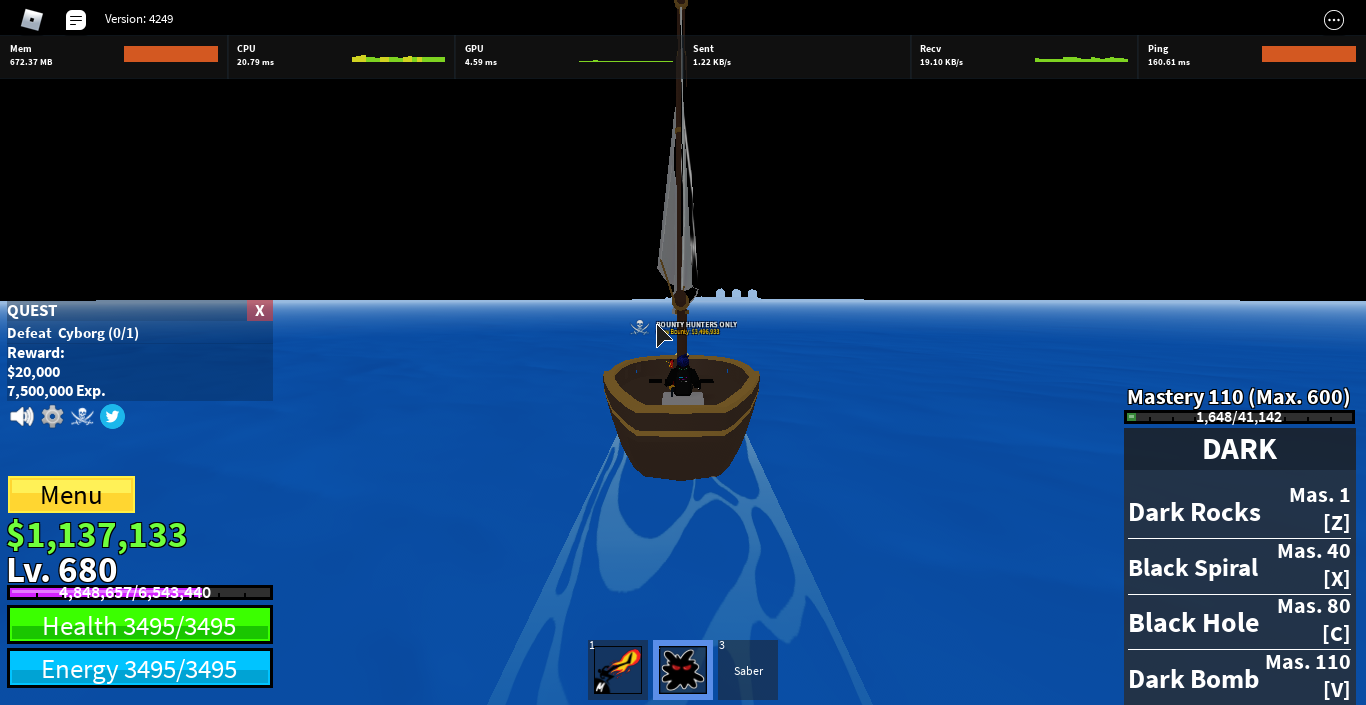 Version: 4249
Mem
672.37 MB
CPU
20.79 ms
GPU
4.59 ms
Sent
1.22 KB/s
Recv
19.10 KB/s
Ping
160.61 ms
BOUNTY HUNTERS ONLY
QUEST
X
Defeat Cyborg (0/1)
Reward:
$20,000
7,500,000 Exp.
Menu
$1,137,133
Lv. 680
4,848,657/6,543,440
Health 3495/3495
Energy 3495/3495
1
3
Saber
Mastery 110 (Max. 600)
1,648/41,142
DARK
Dark Rocks
Mas. 1
[Z]
Black Spiral
Mas. 40
[X]
Black Hole
Mas. 80
[C]
Dark Bomb
Mas. 110
[V]